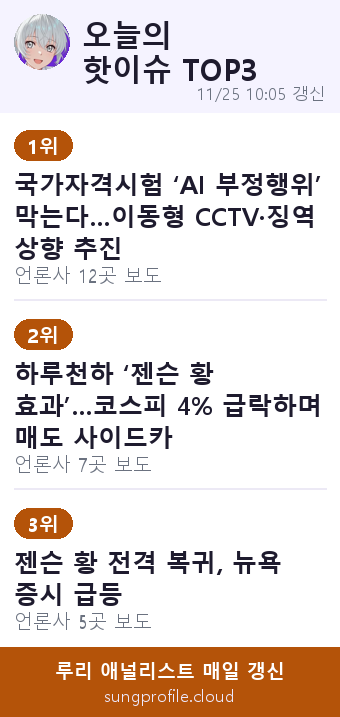 오늘의
핫이슈 TOP3
11/25 10:05 갱신
1위
국가자격시험 ‘AI 부정행위’
막는다…이동형 CCTV·징역
상향 추진
언론사 12곳 보도
2위
하루천하 ‘젠슨 황
효과’…코스피 4% 급락하며
매도 사이드카
언론사 7곳 보도
3위
젠슨 황 전격 복귀, 뉴욕
증시 급등
언론사 5곳 보도
루리 애널리스트 매일 갱신
sungprofile.cloud